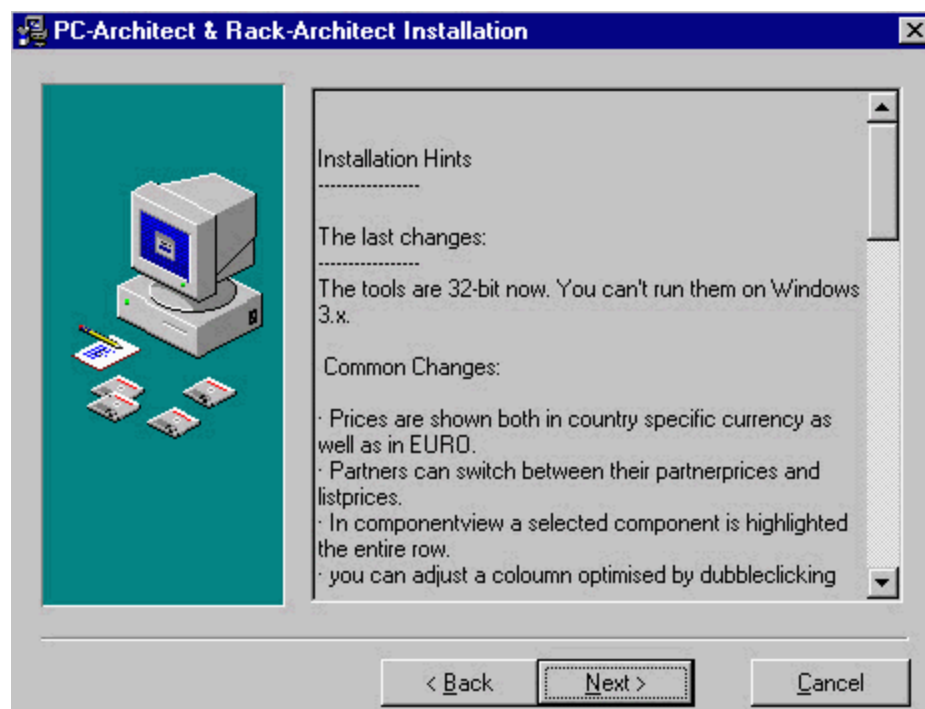 PC-Architect & Rack-Architect Installation
Installation Hints
----------------
The last changes:
----------------
The tools are 32-bit now. You can't run them on Windows
3.x.
Common Changes:
· Prices are shown both in country specific currency as
well as in EURO.
· Partners can switch between their partnerprices and
listprices.
· In componentview a selected component is highlighted
the entire row.
· you can adjust a coloumn optimised by dubbleclicking
< Back
Next >
Cancel